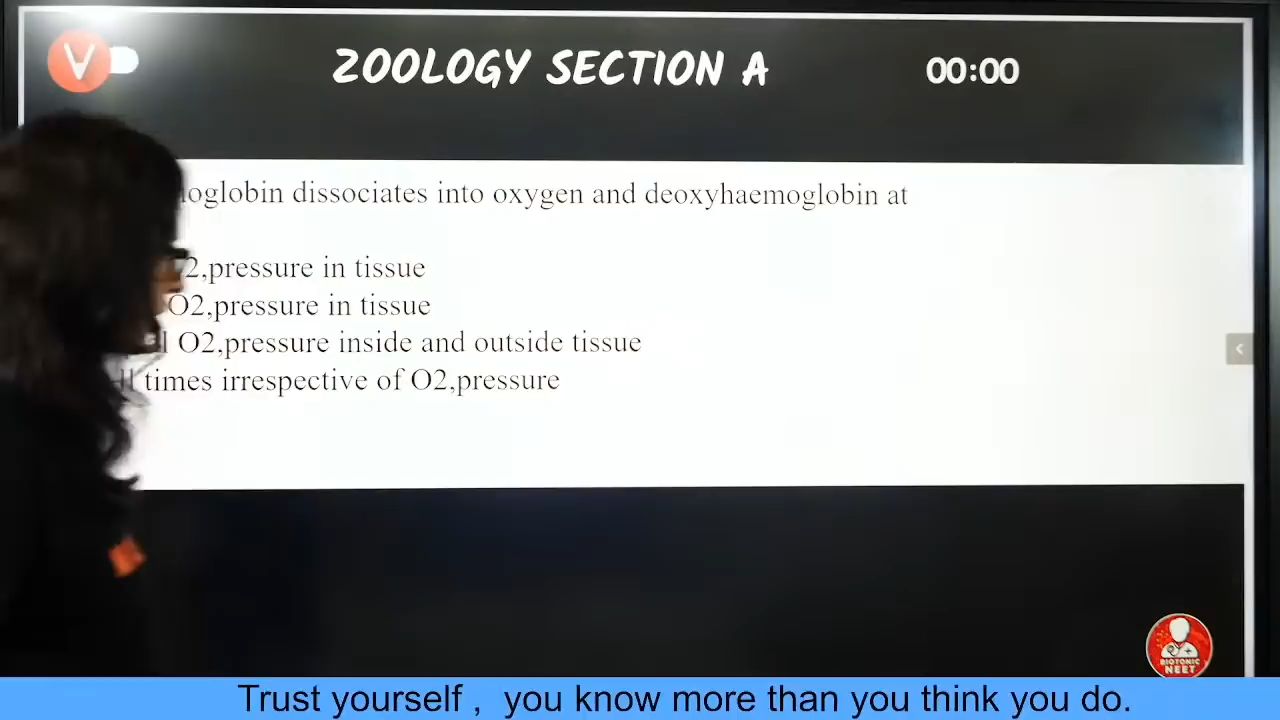 V
ZOOLOGY SECTION A
00:00
dissociates into oxygen and deoxyhaemoglobin at
pressure in tissue
O2,pressure in tissue
O2,pressure inside and outside tissue
times irrespective of O2,pressure
BIOTONIC
NEET
Trust yourself , you know more than you think you do.